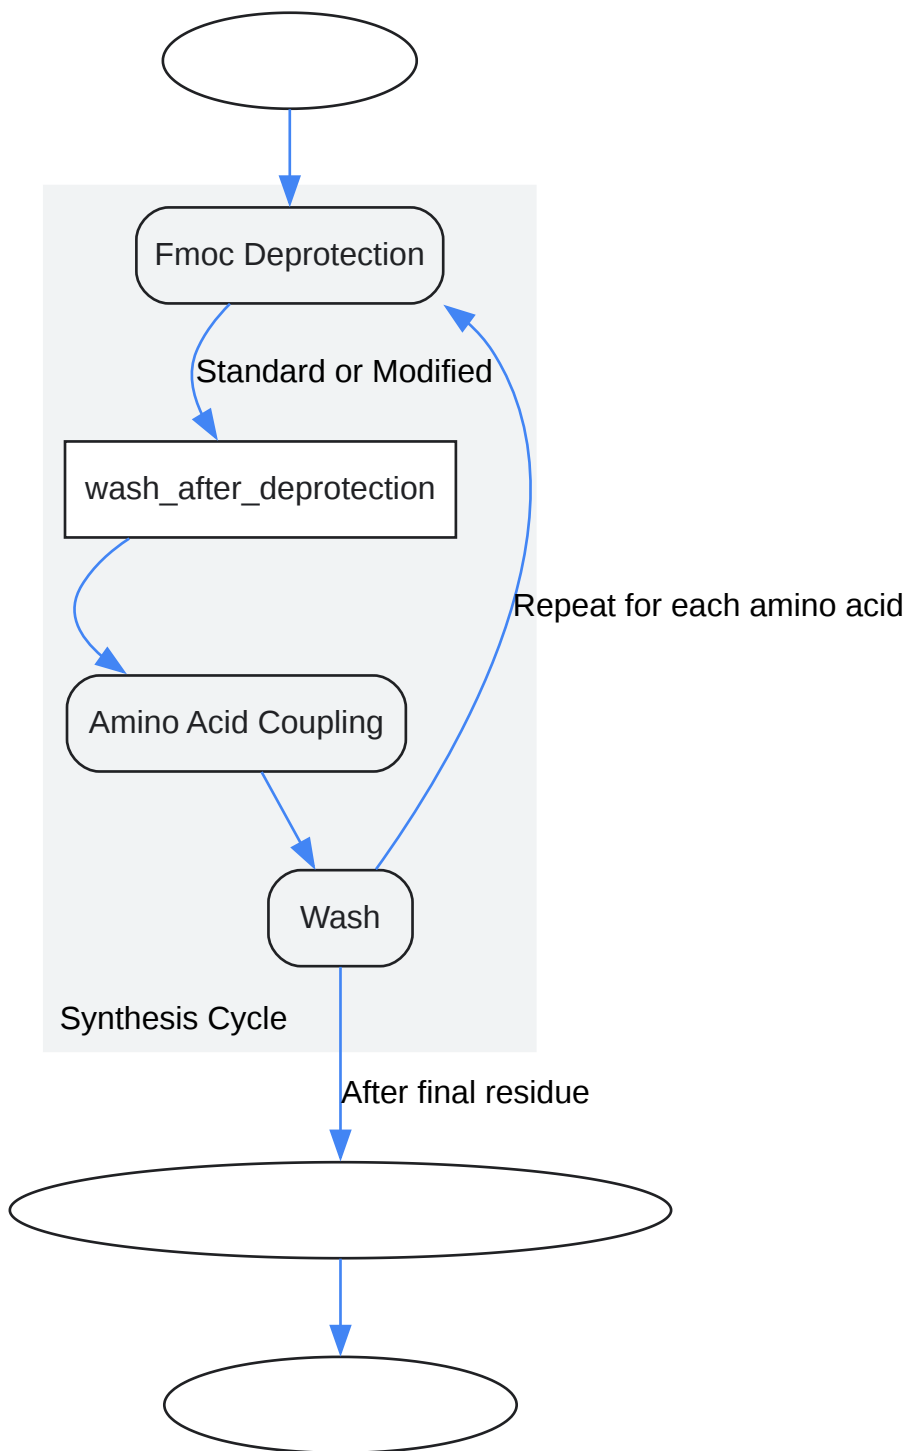 Fmoc Deprotection
Standard or Modified
wash_after_deprotection
Repeat for each amino acid
Amino Acid Coupling
Wash
Synthesis Cycle
After final residue